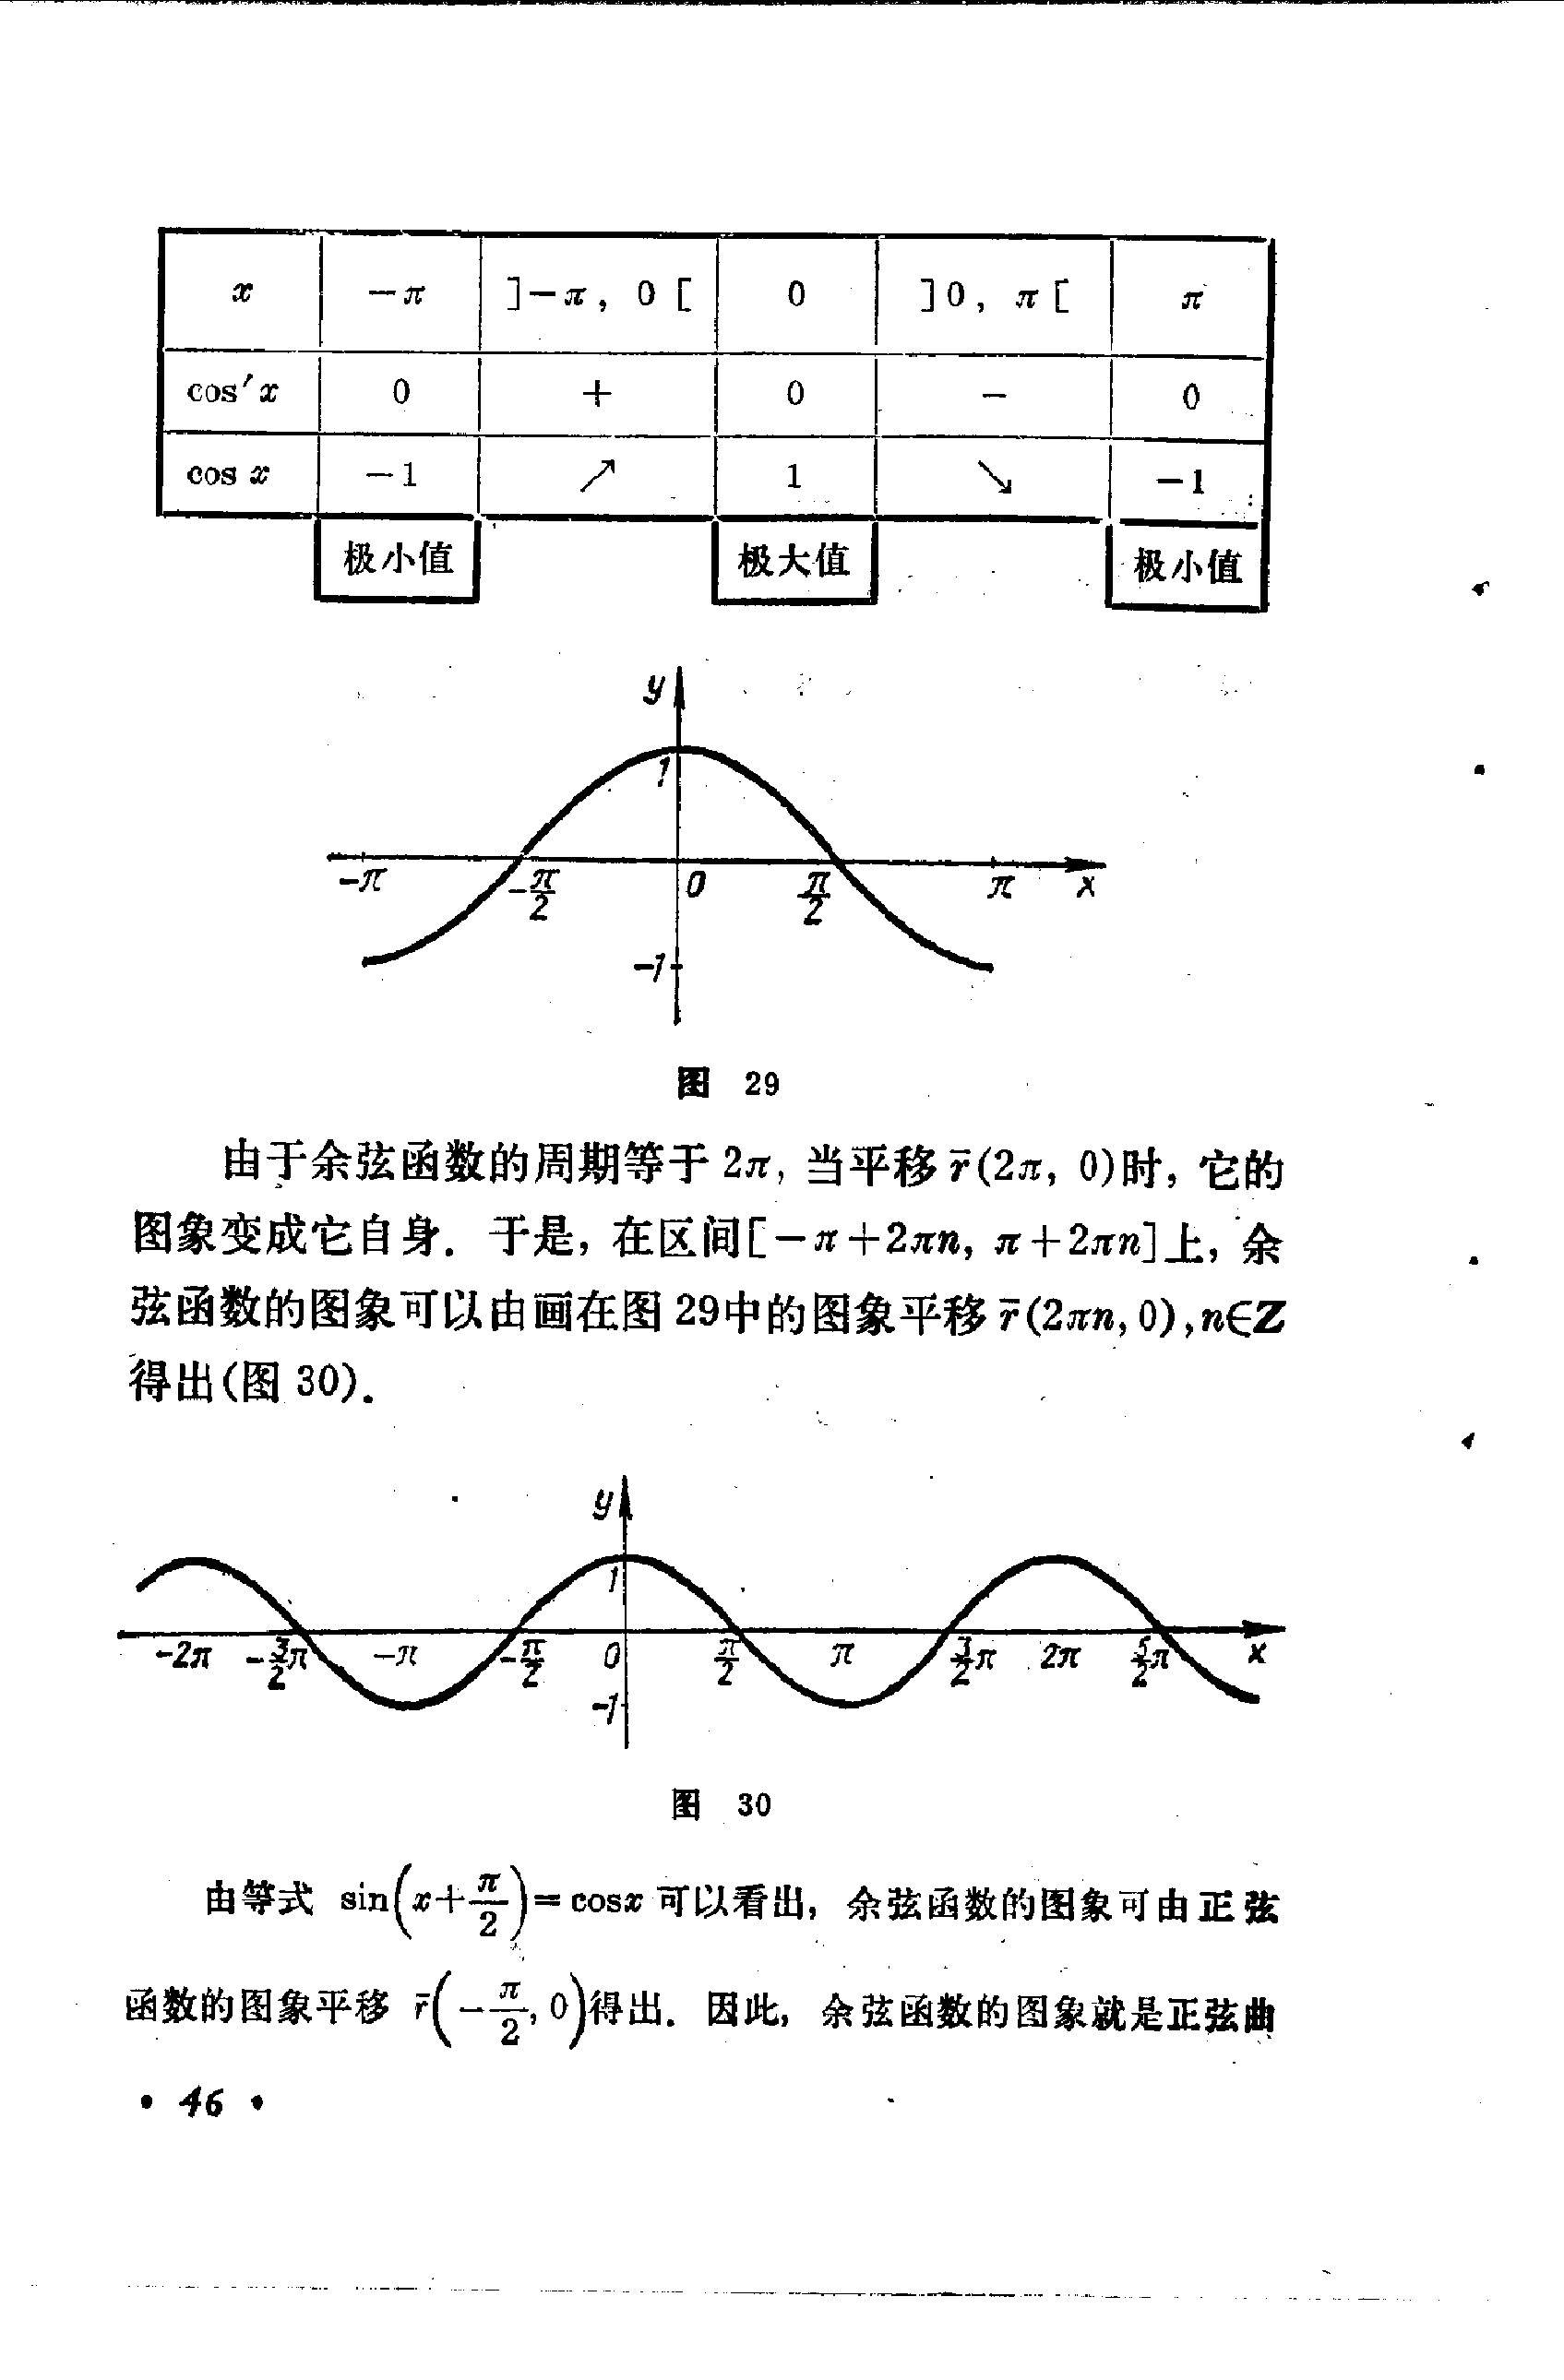 x −π ]−π, 0[ 0 ]0, π[ π
cos′x 0 + 0 − 0
cos x −1 ↗ 1 ↘ −1
极小值 极大值 极小值
y
1
−π −π/2 0 π/2 π x
−1
图 29
由于余弦函数的周期等于 2π, 当平移 r̄(2π, 0)时, 它的
图象变成它自身. 于是, 在区间[−π+2πn, π+2πn]上, 余
弦函数的图象可以由画在图 29中的图象平移 r̄(2πn, 0), n∈Z
得出(图 30).
y
1
−2π −3/2π −π −π/2 0 π/2 π 3/2π 2π 5/2π x
−1
图 30
由等式 sin(x+π/2)=cosx 可以看出, 余弦函数的图象可由正弦
函数的图象平移 r̄(−π/2, 0)得出. 因此, 余弦函数的图象就是正弦曲
• 46 •